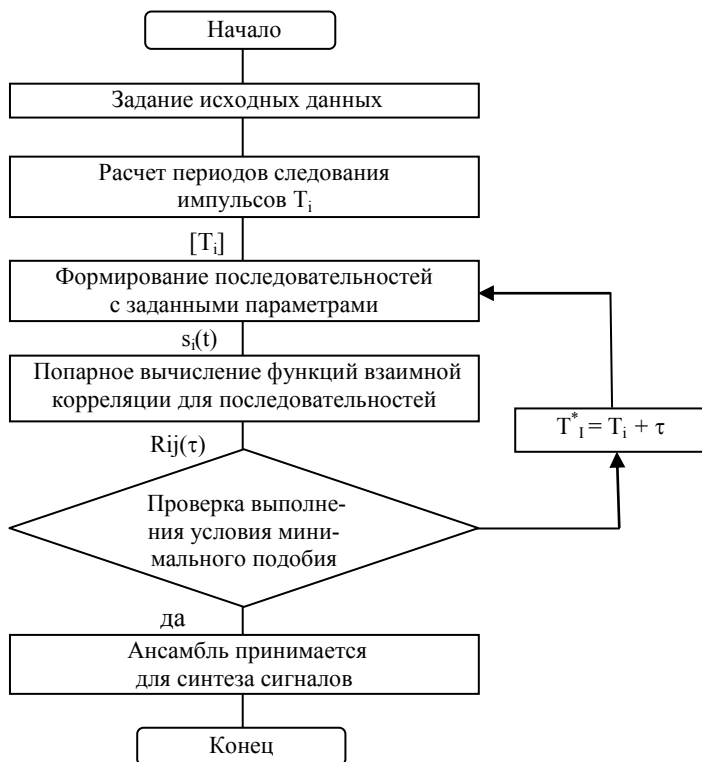 Начало
Задание исходных данных
Расчет периодов следования
импульсов Ti
[Ti]
Формирование последовательностей
с заданными параметрами
si(t)
Попарное вычисление функций взаимной
корреляции для последовательностей
T*I = Ti + τ
Rij(τ)
Проверка выполне-
ния условия мини-
мального подобия
да
Ансамбль принимается
для синтеза сигналов
Конец